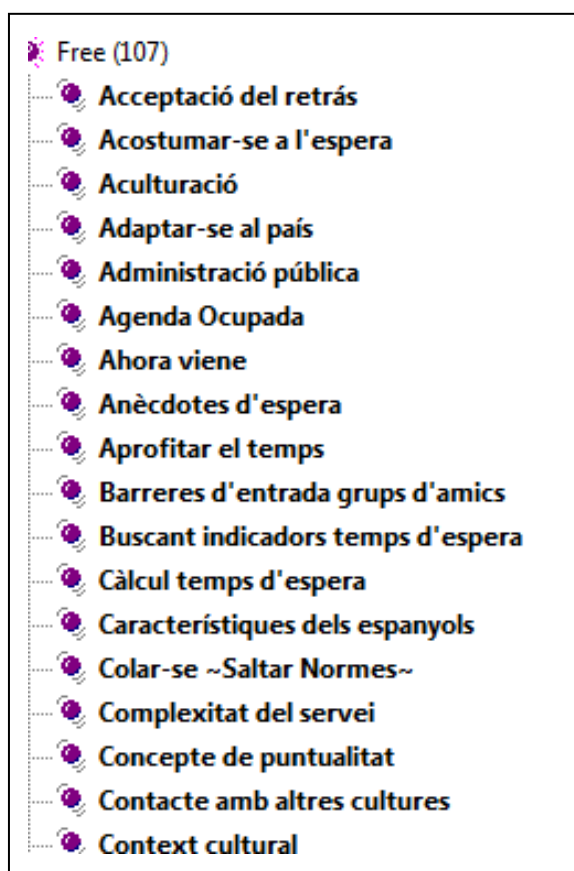 Free (107)
Acceptació del retrás
Acostumar-se a l'espera
Aculturació
Adaptar-se al país
Administració pública
Agenda Ocupada
Ahora viene
Anècdotes d'espera
Aprofitar el temps
Barreres d'entrada grups d'amics
Buscant indicadors temps d'espera
Càlcul temps d'espera
Característiques dels espanyols
Colar-se ~Saltar Normes~
Complexitat del servei
Concepte de puntualitat
Contacte amb altres cultures
Context cultural